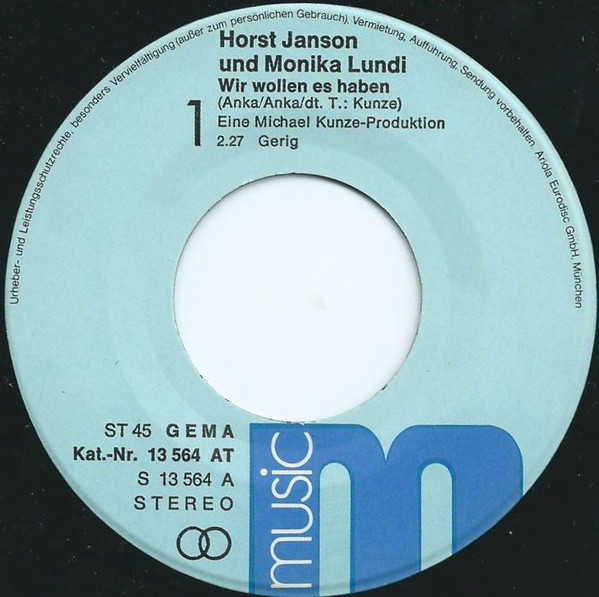 Urheber- und Leistungsschutzrechte, besonders Vervielfältigung (außer zum persönlichen Gebrauch), Vermietung, Aufführung, Sendung vorbehalten. Ariola Eurodisc GmbH, München
Horst Janson
und Monika Lundi
Wir wollen es haben
(Anka/Anka/dt. T.: Kunze)
1
Eine Michael Kunze-Produktion
2.27 Gerig
ST 45 GEMA
Kat.-Nr. 13 564 AT
S 13 564 A
STEREO
music
m